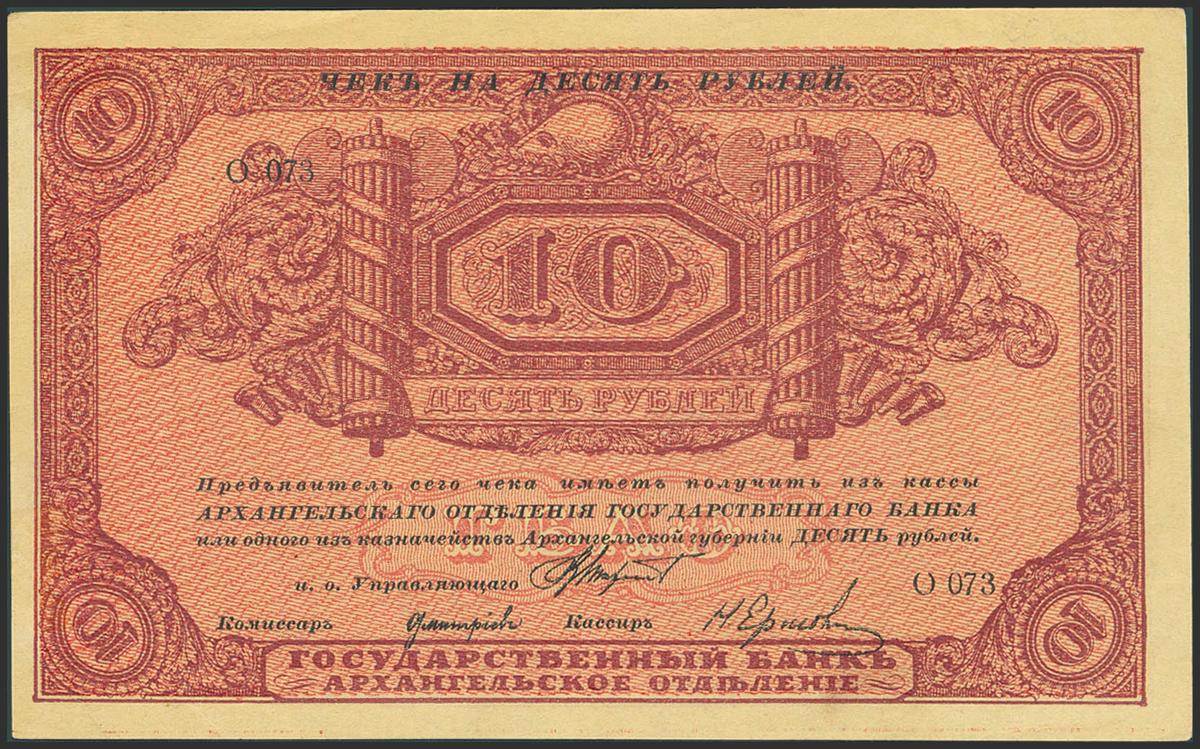 ЧЕКЪ НА ДЕСЯТЬ РУБЛЕЙ.
10
10
О 073
10
ДЕСЯТЬ РУБЛЕЙ
Предъявитель сего чека имѣетъ получить изъ кассы
АРХАНГЕЛЬСКАГО ОТДѢЛЕНІЯ ГОСУДАРСТВЕННАГО БАНКА
или одного изъ казначействъ Архангельской губерніи ДЕСЯТЬ рублей.
и. о. Управляющаго
О 073
Комиссаръ
Кассиръ
10
10
ГОСУДАРСТВЕННЫЙ БАНКЪ
АРХАНГЕЛЬСКОЕ ОТДѢЛЕНІЕ